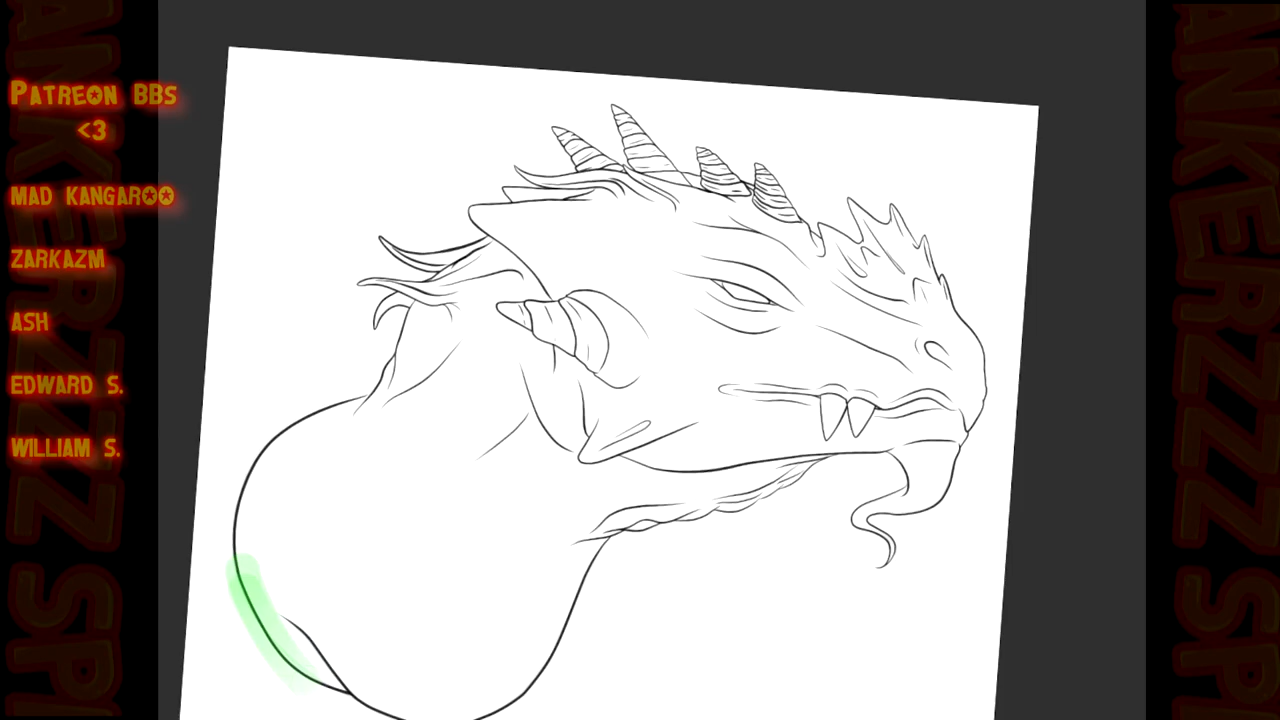 PATREON BBS
<3
MAD KANGAROO
ZARKAZM
ASH
EDWARD S.
WILLIAM S.